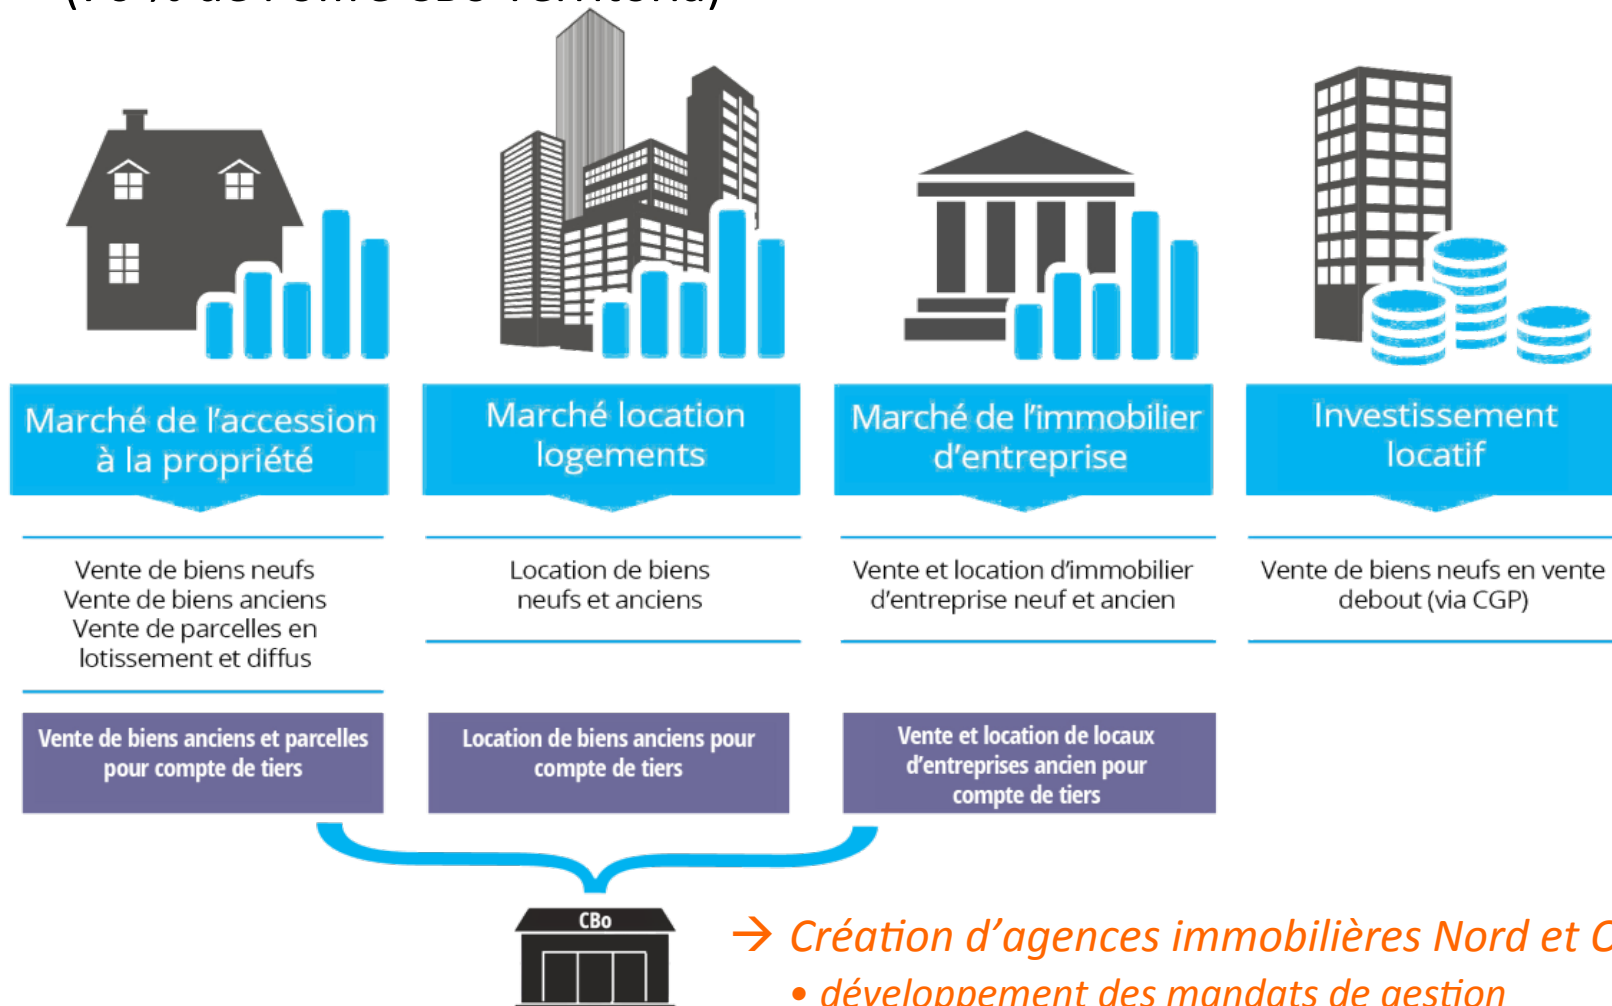 Marché de l’accession
à la propriété
Marché location
logements
Marché de l’immobilier
d’entreprise
Investissement
locatif
Vente de biens neufs
Vente de biens anciens
Vente de parcelles en
lotissement et diffus
Location de biens
neufs et anciens
Vente et location d’immobilier
d’entreprise neuf et ancien
Vente de biens neufs en vente
debout (via CGP)
Vente de biens anciens et parcelles
pour compte de tiers
Location de biens anciens pour
compte de tiers
Vente et location de locaux
d’entreprises ancien pour
compte de tiers
CBo
→ Création d’agences immobilières Nord et
• développement des mandats de gestion